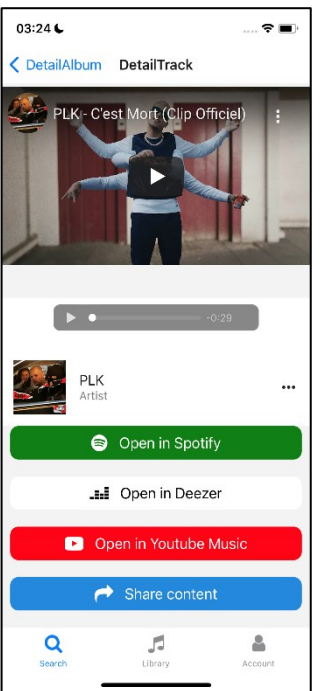 03:24
DetailAlbum DetailTrack
PLK - C'est Mort (Clip Officiel)
-0:29
PLK
Artist
Open in Spotify
Open in Deezer
Open in Youtube Music
Share content
Search Library Account